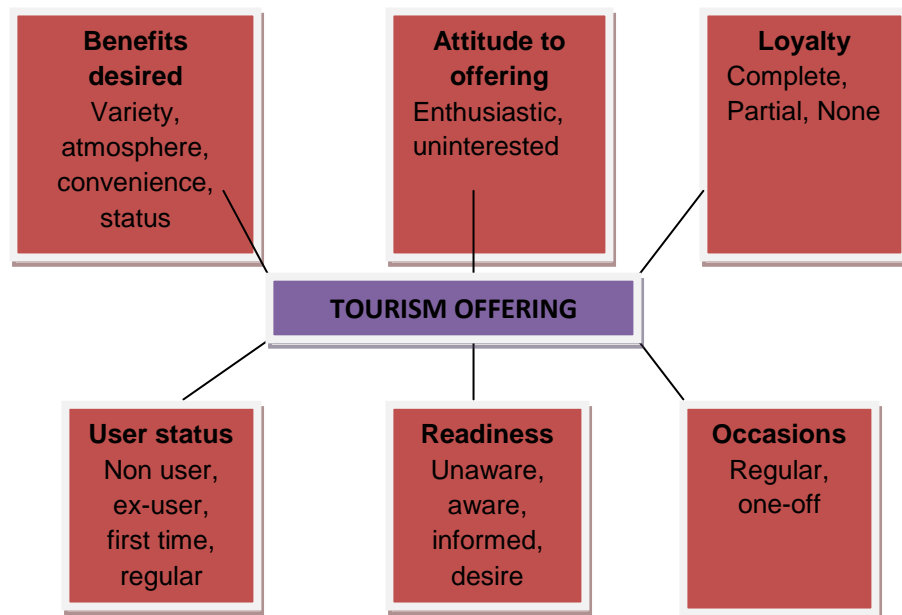 Benefits
desired
Variety,
atmosphere,
convenience,
status
Attitude to
offering
Enthusiastic,
uninterested
Loyalty
Complete,
Partial, None
TOURISM OFFERING
User status
Non user,
ex-user,
first time,
regular
Readiness
Unaware,
aware,
informed,
desire
Occasions
Regular,
one-off